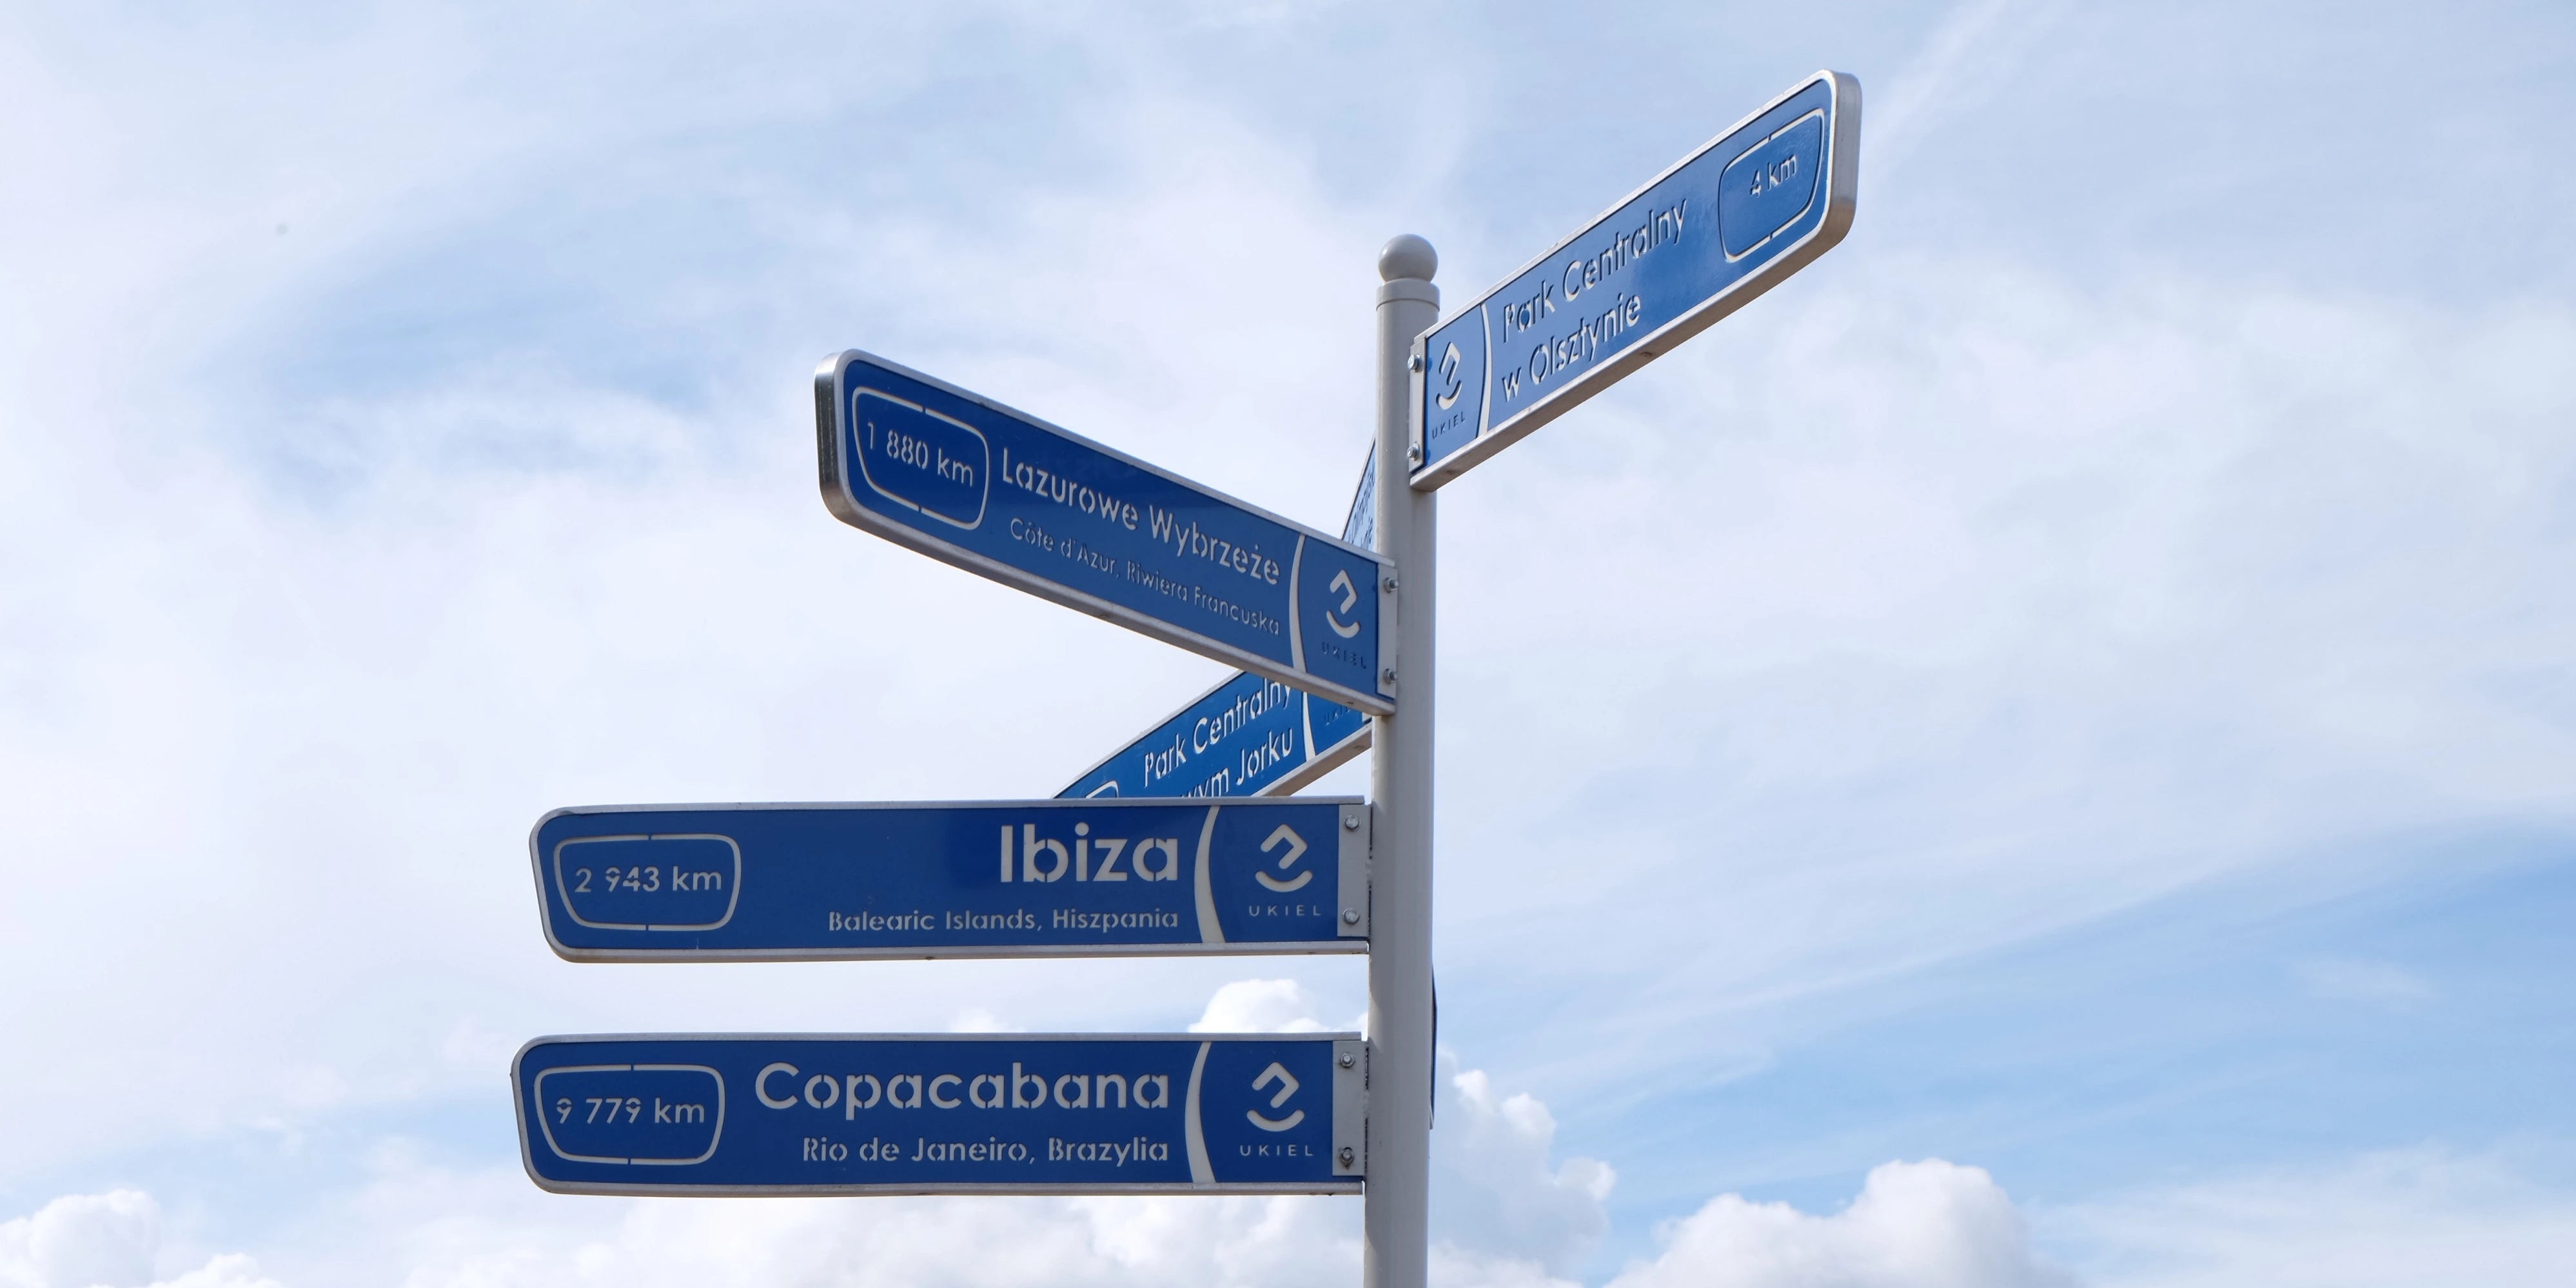 4 km
Park Centralny
w Olsztynie
UKIEL
1 880 km
Lazurowe Wybrzeże
Côte d'Azur, Riwiera Francuska
UKIEL
Park Centralny
Jorku
2 943 km
Ibiza
Balearic Islands, Hiszpania
UKIEL
9 779 km
Copacabana
Rio de Janeiro, Brazylia
UKIEL